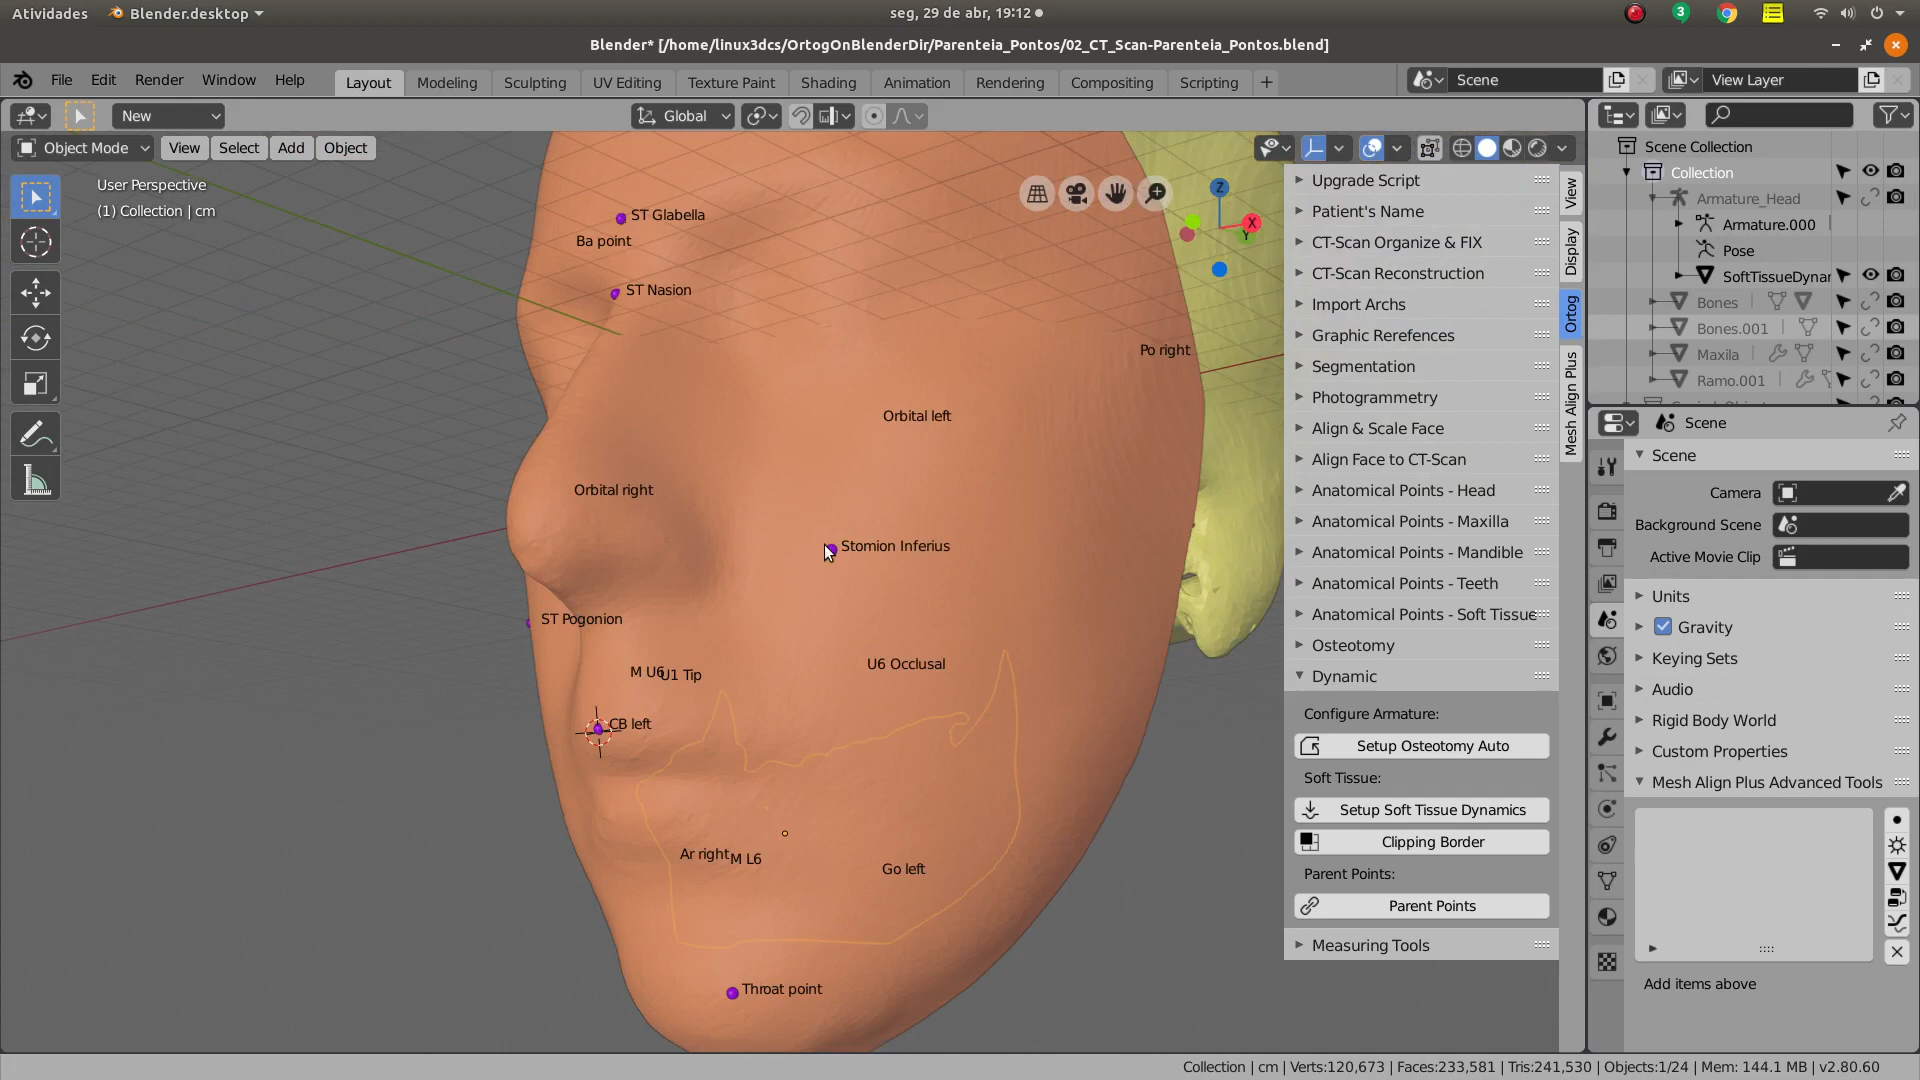 Atividades
Blender.desktop
seg, 29 de abr, 19:12
3
Blender* [/home/linux3dcs/OrtogOnBlenderDir/Parenteia_Pontos/02_CT_Scan-Parenteia_Pontos.blend]
File
Edit
Render
Window
Help
Layout
Modeling
Sculpting
UV Editing
Texture Paint
Shading
Animation
Rendering
Compositing
Scripting
+
Scene
View Layer
New
Global
Object Mode
View
Select
Add
Object
User Perspective
(1) Collection | cm
Z
X
Y
ST Glabella
Ba point
ST Nasion
Po right
Orbital left
Orbital right
Stomion Inferius
ST Pogonion
M U6
U1 Tip
U6 Occlusal
CB left
Ar right
M L6
Go left
Throat point
Upgrade Script
Patient's Name
CT-Scan Organize & FIX
CT-Scan Reconstruction
Import Archs
Graphic Rerefences
Segmentation
Photogrammetry
Align & Scale Face
Align Face to CT-Scan
Anatomical Points - Head
Anatomical Points - Maxilla
Anatomical Points - Mandible
Anatomical Points - Teeth
Anatomical Points - Soft Tissue
Osteotomy
Dynamic
Configure Armature:
Setup Osteotomy Auto
Soft Tissue:
Setup Soft Tissue Dynamics
Clipping Border
Parent Points:
Parent Points
Measuring Tools
View
Display
Ortog
Mesh Align Plus
Scene Collection
Collection
Armature_Head
Armature.000
Pose
SoftTissueDynar
Bones
Bones.001
Maxila
Ramo.001
Scene
Scene
Camera
Background Scene
Active Movie Clip
Units
Gravity
Keying Sets
Audio
Rigid Body World
Custom Properties
Mesh Align Plus Advanced Tools
Add items above
Collection | cm | Verts:120,673 | Faces:233,581 | Tris:241,530 | Objects:1/24 | Mem: 144.1 MB | v2.80.60